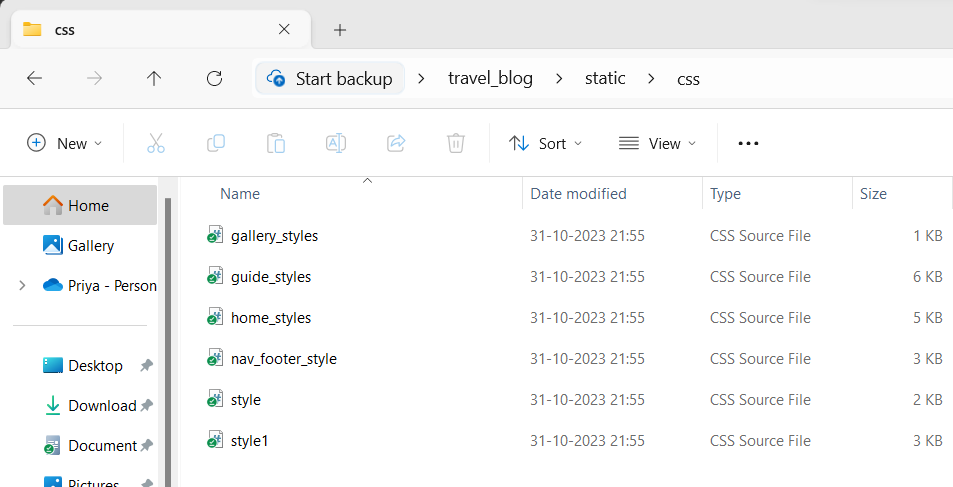 css
Start backup > travel_blog > static > css
New Sort View
Name Date modified Type Size
Home
Gallery
Priya - Person
Desktop
Download
Document
Pictures
gallery_styles 31-10-2023 21:55 CSS Source File 1 KB
guide_styles 31-10-2023 21:55 CSS Source File 6 KB
home_styles 31-10-2023 21:55 CSS Source File 5 KB
nav_footer_style 31-10-2023 21:55 CSS Source File 3 KB
style 31-10-2023 21:55 CSS Source File 2 KB
style1 31-10-2023 21:55 CSS Source File 3 KB